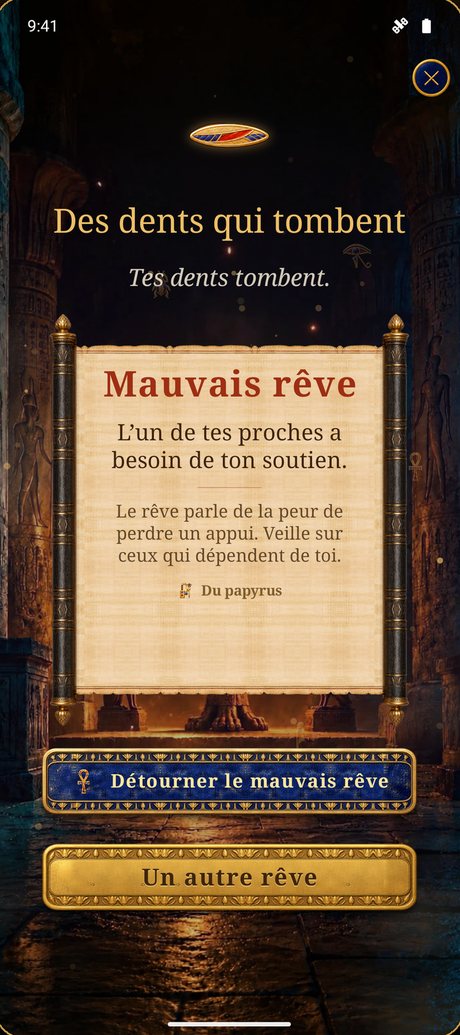 9:41
Des dents qui tombent
Tes dents tombent.
Mauvais rêve
L’un de tes proches a
besoin de ton soutien.
Le rêve parle de la peur de
perdre un appui. Veille sur
ceux qui dépendent de toi.
Du papyrus
Détourner le mauvais rêve
Un autre rêve